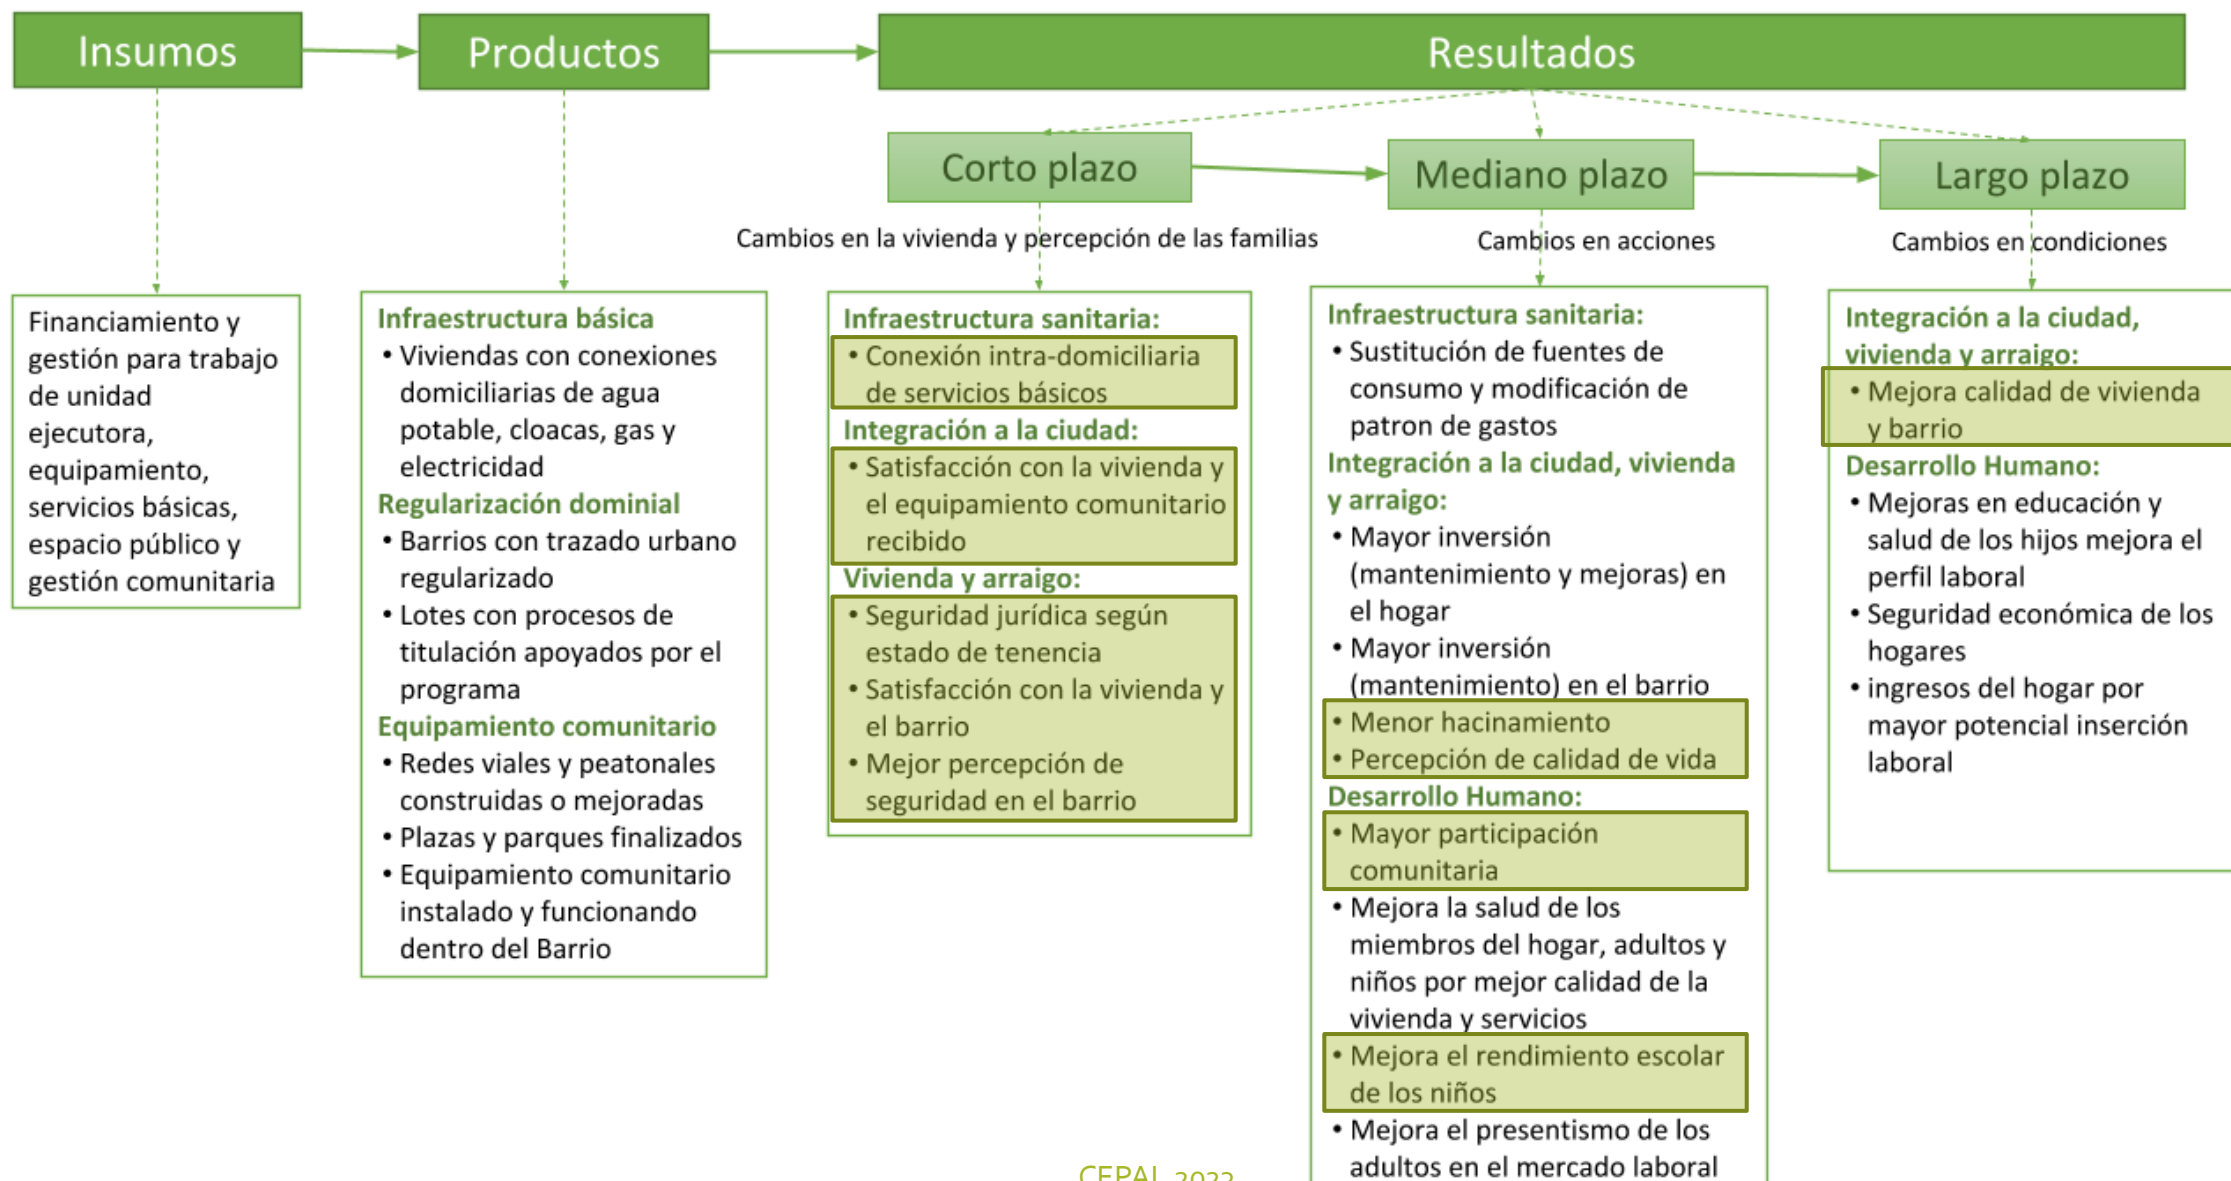 Insumos
Productos
Resultados
Corto plazo
Mediano plazo
Largo plazo
Cambios en la vivienda y percepción de las familias
Cambios en acciones
Cambios en condiciones
Financiamiento y
gestión para trabajo
de unidad
ejecutora,
equipamiento,
servicios básicas,
espacio público y
gestión comunitaria
Infraestructura básica
• Viviendas con conexiones
domiciliarias de agua
potable, cloacas, gas y
electricidad
Regularización dominial
• Barrios con trazado urbano
regularizado
• Lotes con procesos de
titulación apoyados por el
programa
Equipamiento comunitario
• Redes viales y peatonales
construidas o mejoradas
• Plazas y parques finalizados
• Equipamiento comunitario
instalado y funcionando
dentro del Barrio
Infraestructura sanitaria:
• Conexión intra-domiciliaria
de servicios básicos
Integración a la ciudad:
• Satisfacción con la vivienda y
el equipamiento comunitario
recibido
Vivienda y arraigo:
• Seguridad jurídica según
estado de tenencia
• Satisfacción con la vivienda y
el barrio
• Mejor percepción de
seguridad en el barrio
Infraestructura sanitaria:
• Sustitución de fuentes de
consumo y modificación de
patron de gastos
Integración a la ciudad, vivienda
y arraigo:
• Mayor inversión
(mantenimiento y mejoras) en
el hogar
• Mayor inversión
(mantenimiento) en el barrio
• Menor hacinamiento
• Percepción de calidad de vida
Desarrollo Humano:
• Mayor participación
comunitaria
• Mejora la salud de los
miembros del hogar, adultos y
niños por mejor calidad de la
vivienda y servicios
• Mejora el rendimiento escolar
de los niños
• Mejora el presentismo de los
adultos en el mercado laboral
Integración a la ciudad,
vivienda y arraigo:
• Mejora calidad de vivienda
y barrio
Desarrollo Humano:
• Mejoras en educación y
salud de los hijos mejora el
perfil laboral
• Seguridad económica de los
hogares
• ingresos del hogar por
mayor potencial inserción
laboral
CEPAL 2022